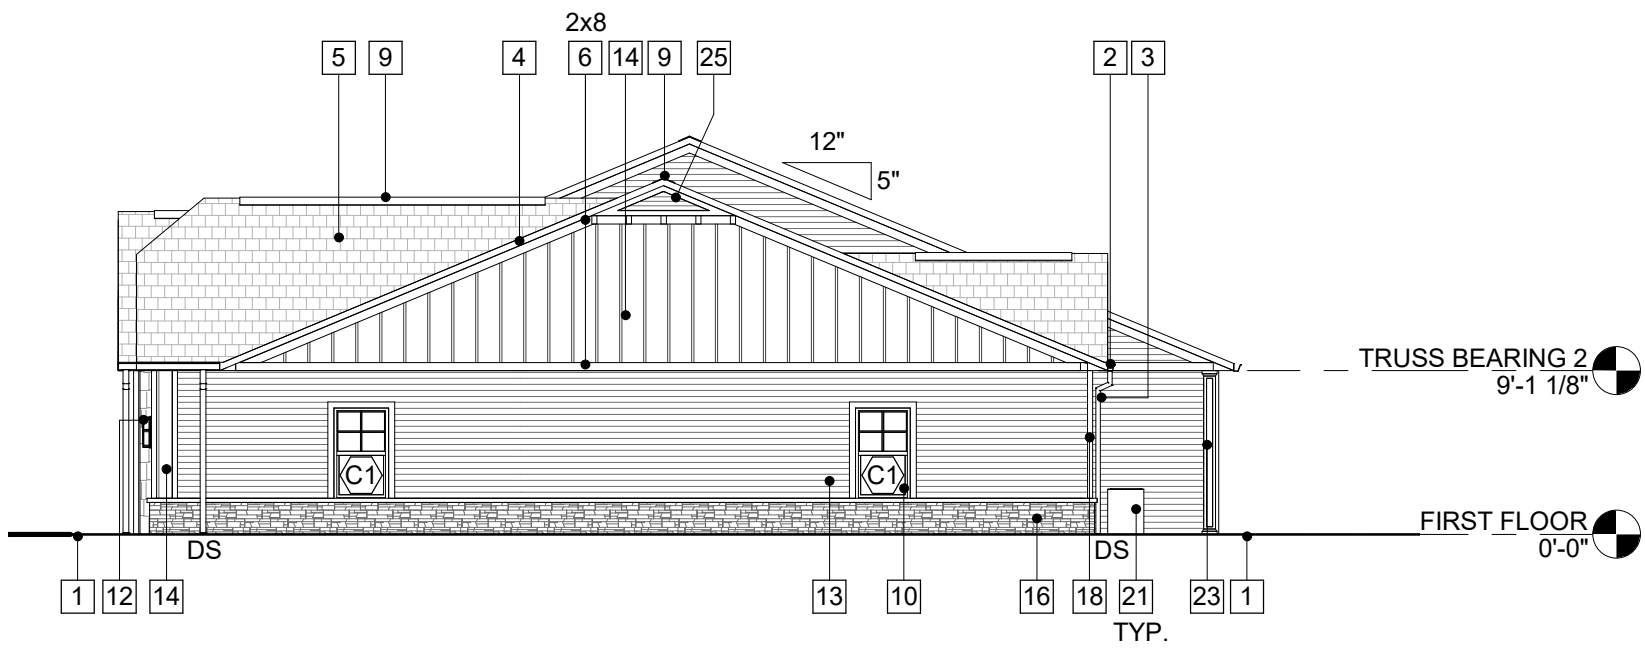 2x8
5 9 4 6 14 9 25 2 3
12"
5"
TRUSS BEARING 2
9'-1 1/8"
C1 C1
FIRST FLOOR
0'-0"
DS DS
1 12 14 13 10 16 18 21 23 1
TYP.